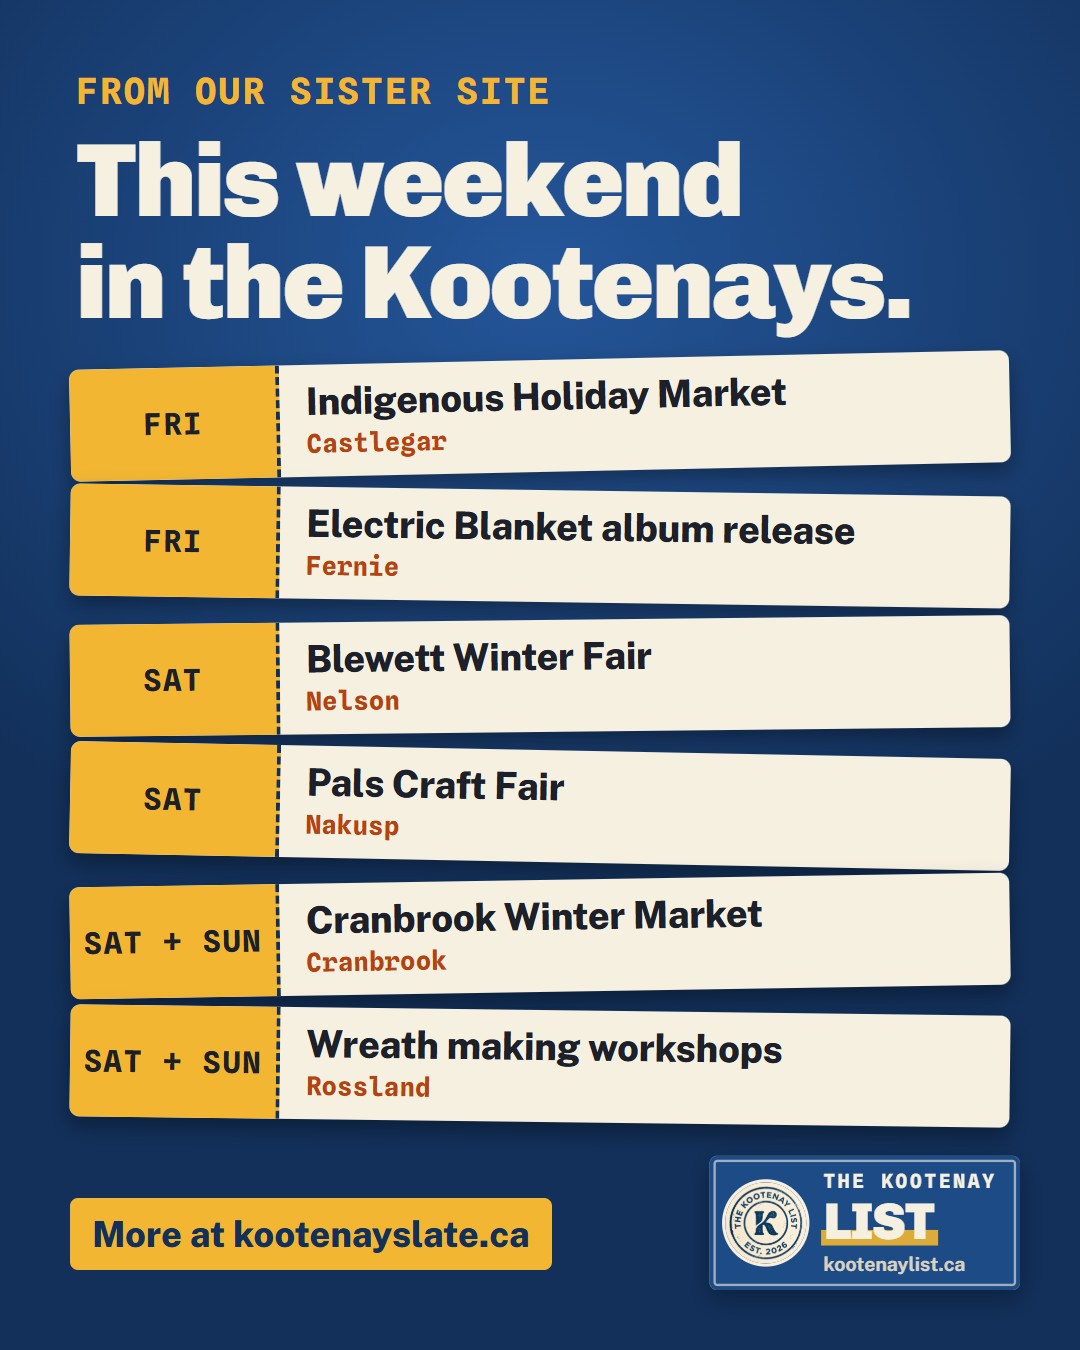 FROM OUR SISTER SITE
This weekend
in the Kootenays.
FRI
Indigenous Holiday Market
Castlegar
FRI
Electric Blanket album release
Fernie
SAT
Blewett Winter Fair
Nelson
SAT
Pals Craft Fair
Nakusp
SAT + SUN
Cranbrook Winter Market
Cranbrook
SAT + SUN
Wreath making workshops
Rossland
More at kootenayslate.ca
THE KOOTENAY LIST
K
EST. 2026
THE KOOTENAY
LIST
kootenaylist.ca